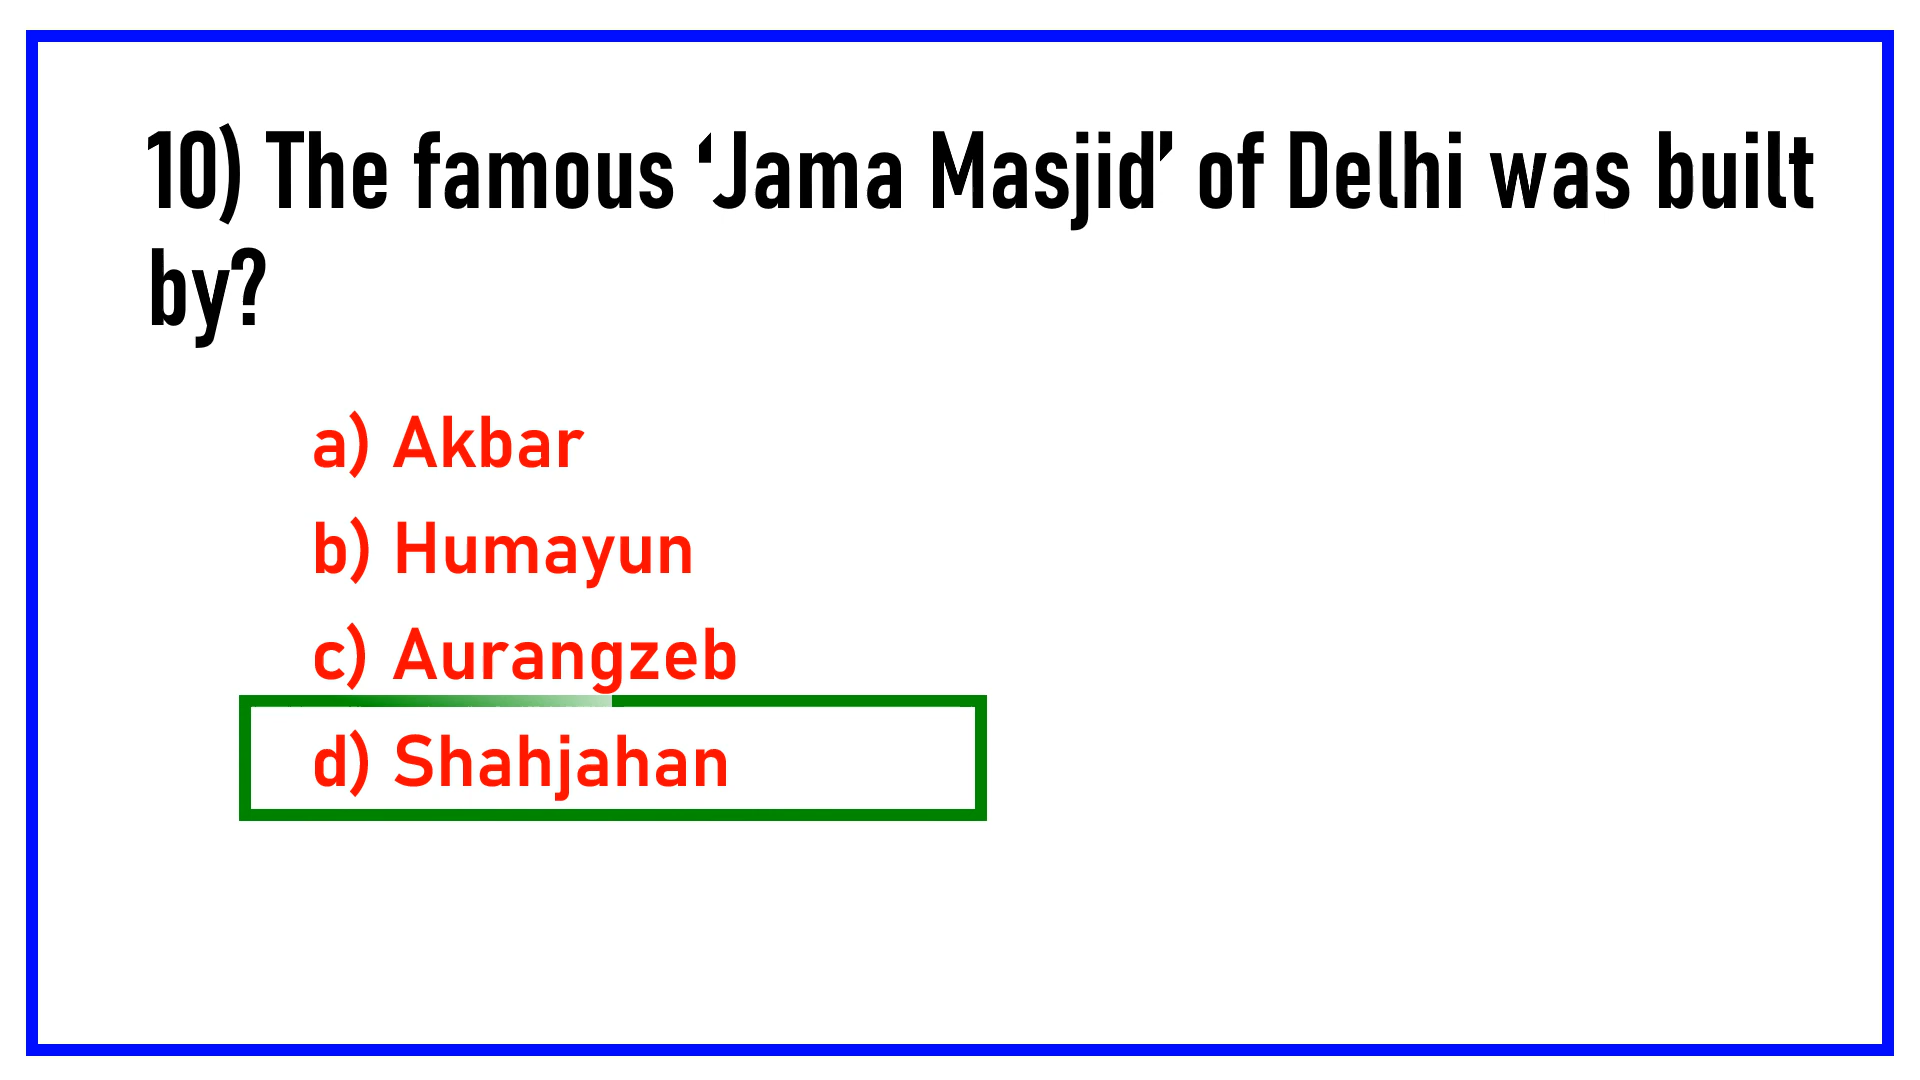 10) The famous ‘Jama Masjid’ of Delhi was built
by?
a) Akbar
b) Humayun
c) Aurangzeb
d) Shahjahan